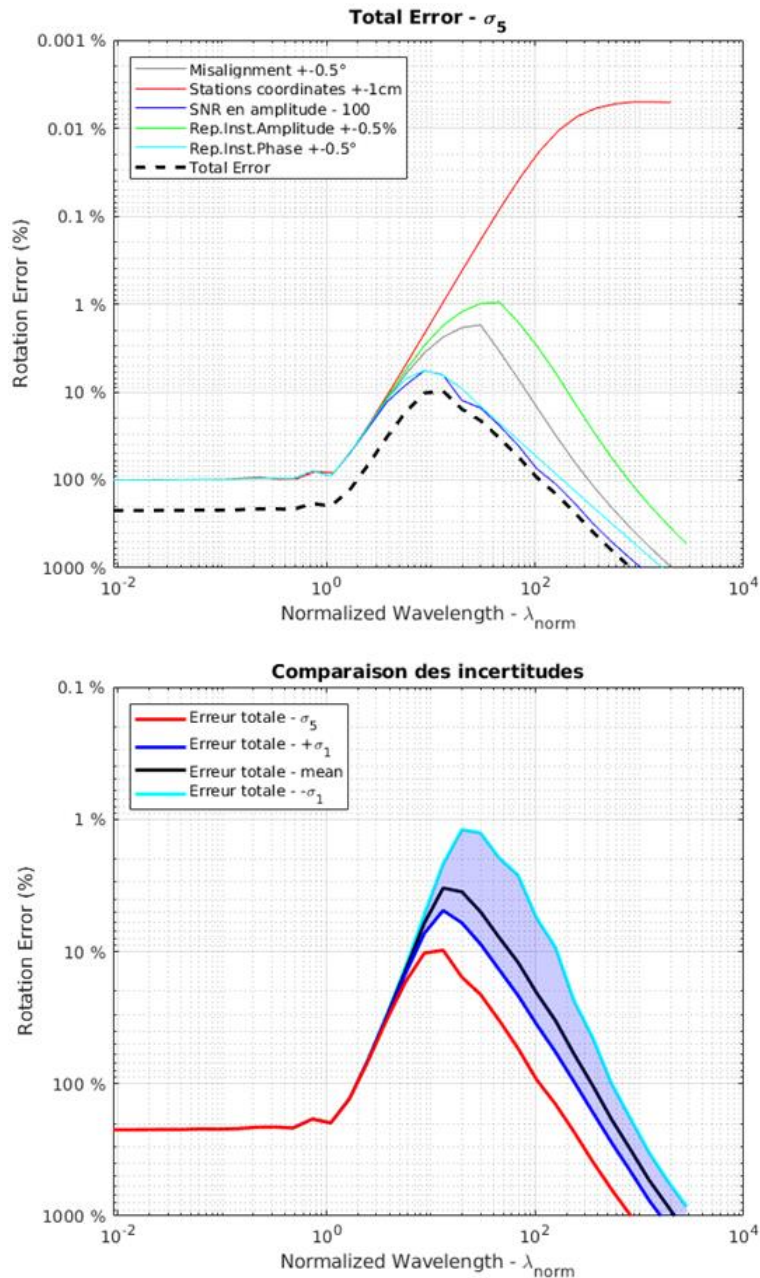 Total Error - σ5
0.001 %
0.01 %
0.1 %
1 %
10 %
100 %
1000 %
Rotation Error (%)
Misalignment +-0.5°
Stations coordinates +-1cm
SNR en amplitude - 100
Rep.Inst.Amplitude +-0.5%
Rep.Inst.Phase +-0.5°
Total Error
10-2
100
102
104
Normalized Wavelength - λnorm
Comparaison des incertitudes
0.1 %
1 %
10 %
100 %
1000 %
Rotation Error (%)
Erreur totale - σ5
Erreur totale - +σ1
Erreur totale - mean
Erreur totale - -σ1
10-2
100
102
104
Normalized Wavelength - λnorm